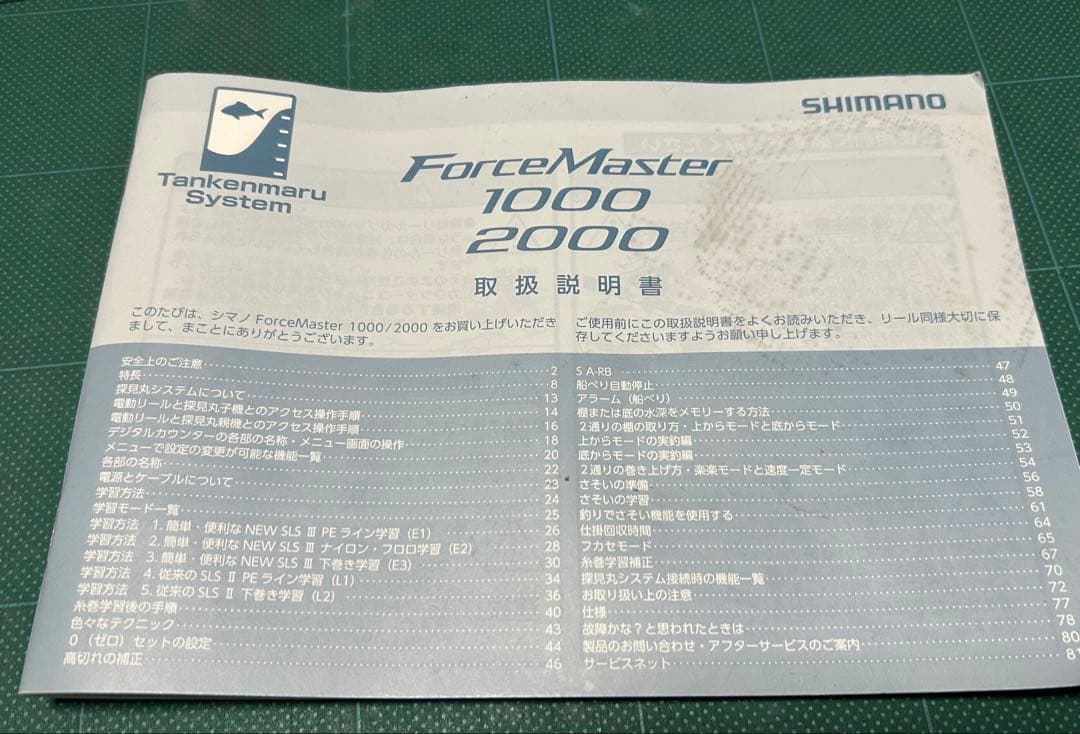 SHIMANO
Tankenmaru
System
ForceMaster
1000
2000
取扱説明書
このたびは、シマノ ForceMaster 1000/2000 をお買い上げいただき
まして、まことにありがとうございます。
ご使用前にこの取扱説明書をよくお読みいただき、リール同様大切に保
存してくださいますようお願い申し上げます。
安全上のご注意 2
特長 8
探見丸システムについて 13
電動リールと探見丸子機とのアクセス操作手順 14
電動リールと探見丸親機とのアクセス操作手順 16
デジタルカウンターの各部の名称・メニュー画面の操作 18
メニューで設定の変更が可能な機能一覧 20
各部の名称 22
電源とケーブルについて 23
学習方法 24
学習モード一覧 25
学習方法 1. 簡単・便利な NEW SLS Ⅲ PE ライン学習（E1） 26
学習方法 2. 簡単・便利な NEW SLS Ⅲ ナイロン・フロロ学習（E2） 28
学習方法 3. 簡単・便利な NEW SLS Ⅲ 下巻き学習（E3） 30
学習方法 4. 従来の SLS Ⅱ PE ライン学習（L1） 34
学習方法 5. 従来の SLS Ⅱ 下巻き学習（L2） 36
糸巻学習後の手順 40
色々なテクニック 43
0（ゼロ）セットの設定 44
高切れの補正 46
S A-RB 47
船べり自動停止 48
アラーム（船べり） 49
棚または底の水深をメモリーする方法 50
2通りの棚の取り方・上からモードと底からモード 51
上からモードの実釣編 52
底からモードの実釣編 53
2通りの巻き上げ方・楽楽モードと速度一定モード 54
さそいの準備 56
さそいの学習 58
釣りでさそい機能を使用する 61
仕掛回収時間 64
フカセモード 65
糸巻学習補正 67
探見丸システム接続時の機能一覧 70
お取り扱い上の注意 72
仕様 77
故障かな？と思われたときは 78
製品のお問い合わせ・アフターサービスのご案内 80
サービスネット 81